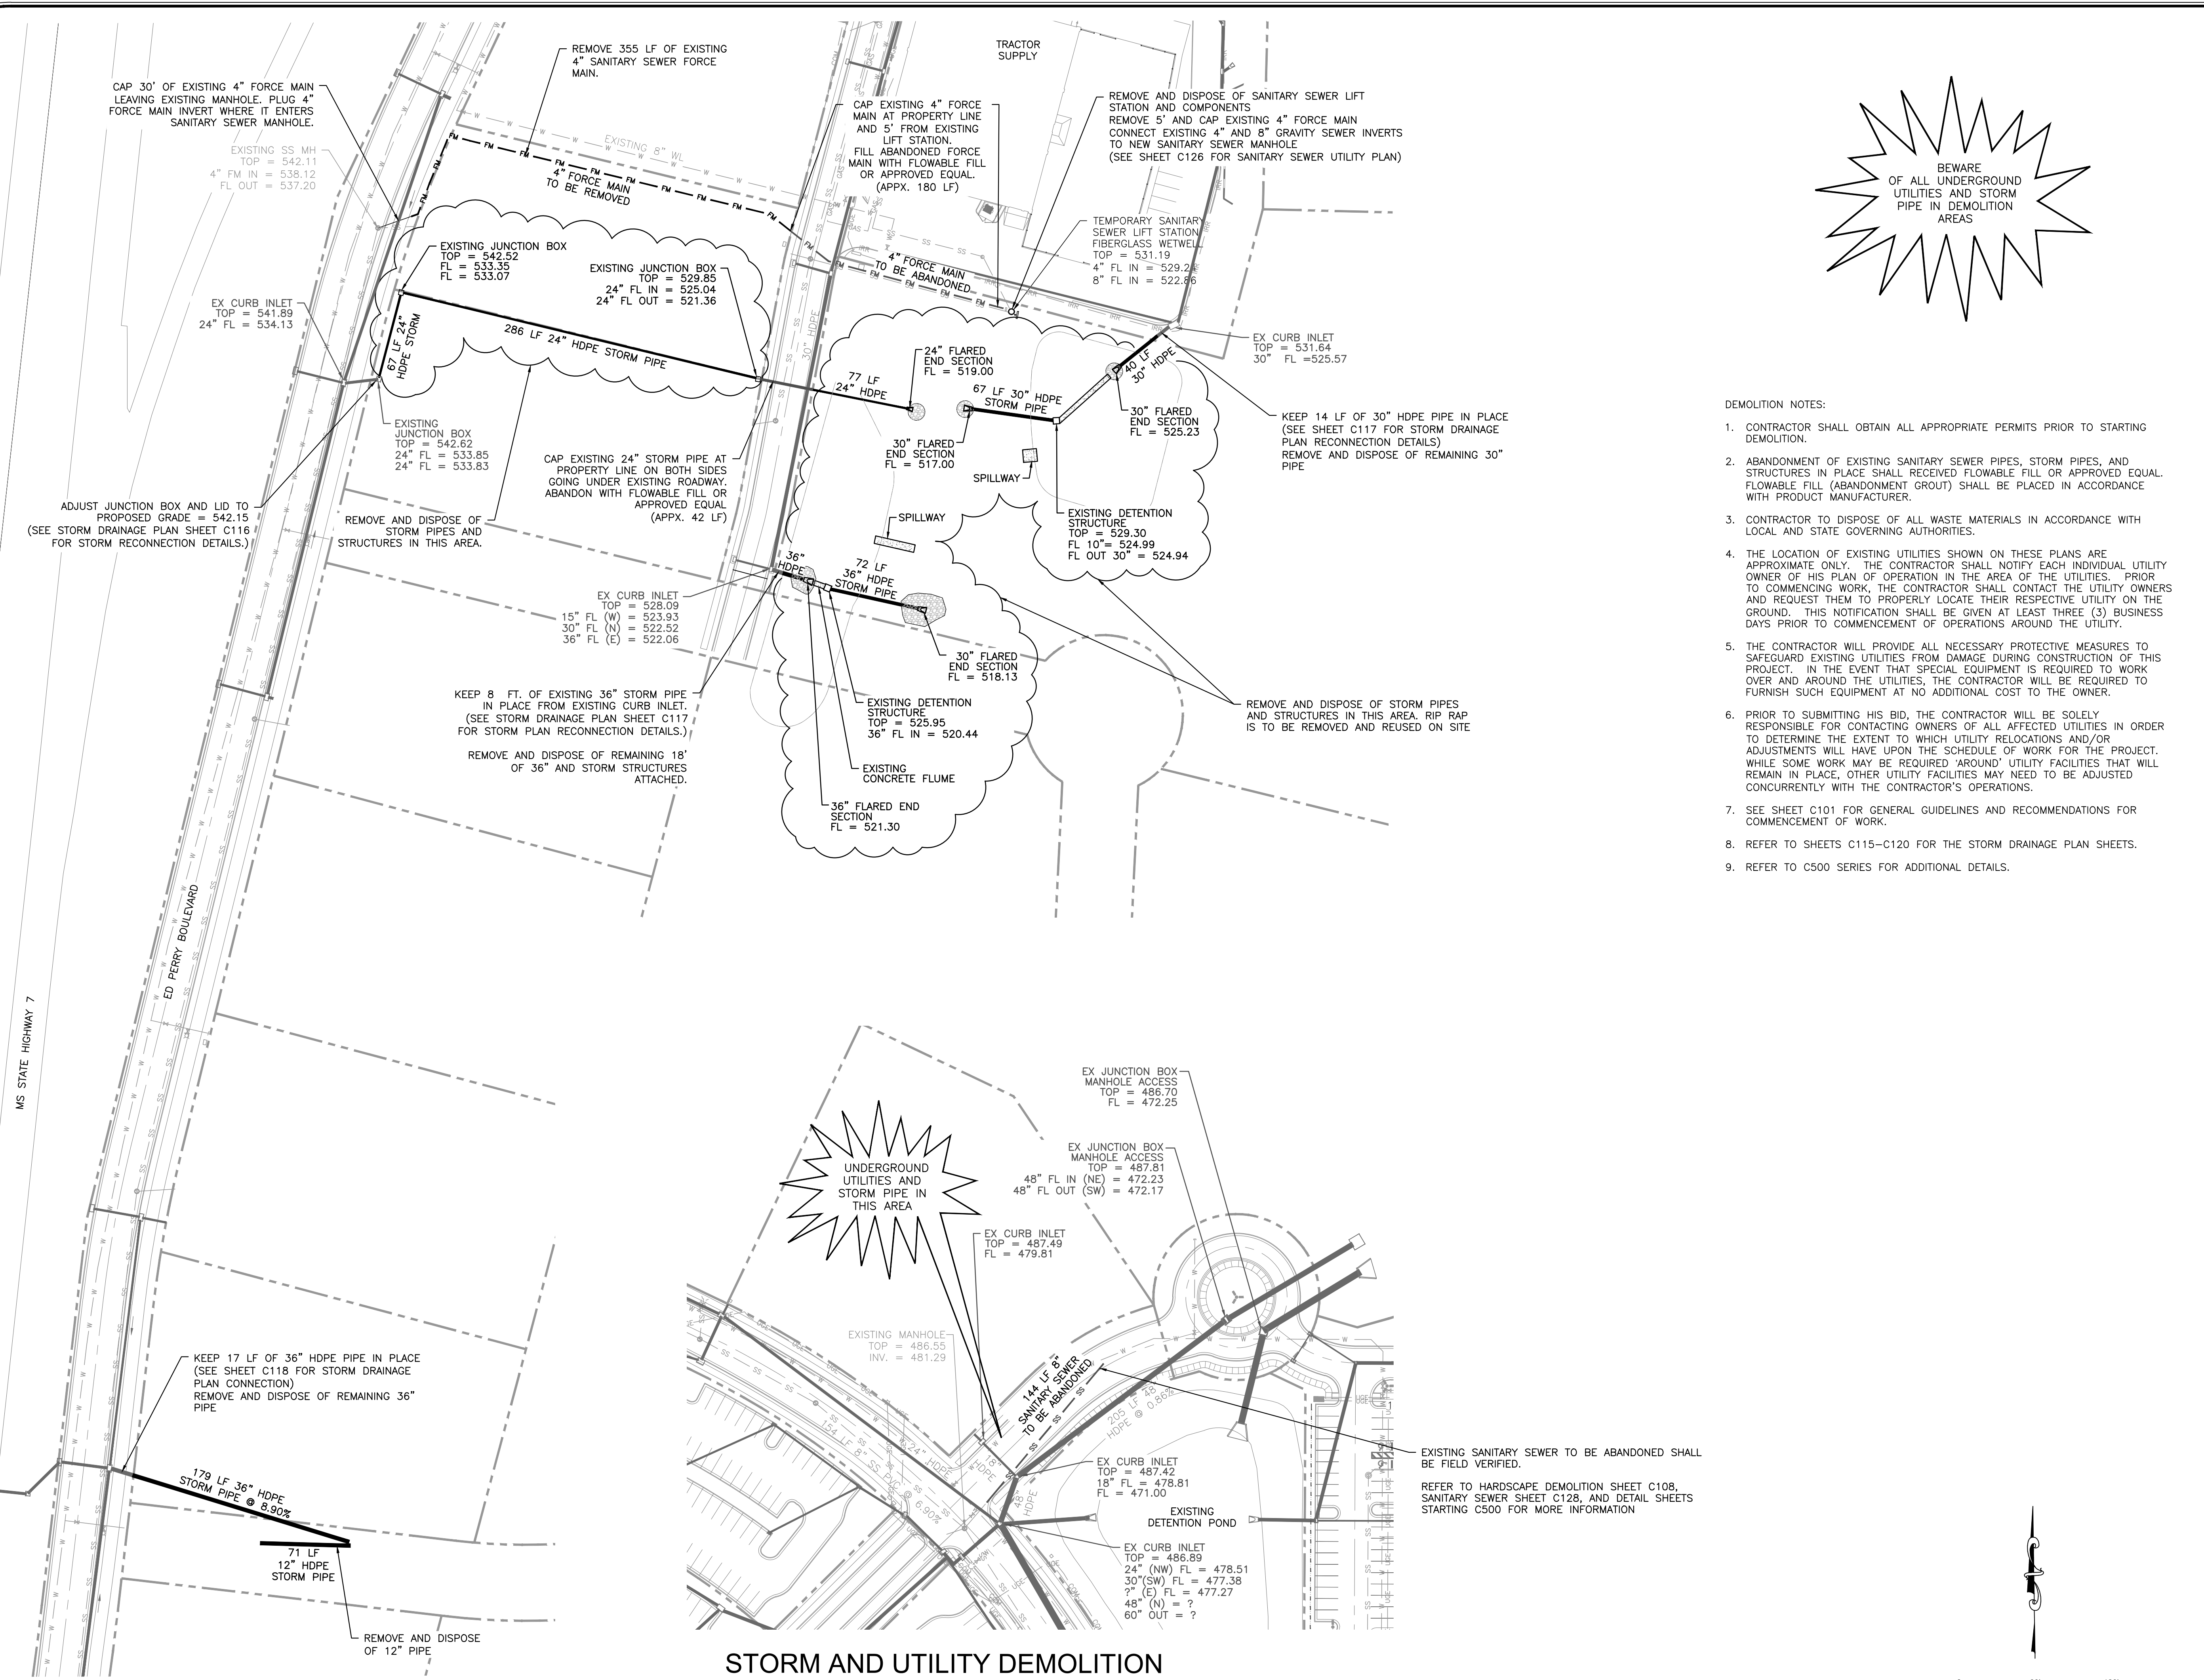 REMOVE 355 LF OF EXISTING
4" SANITARY SEWER FORCE
MAIN.
TRACTOR
SUPPLY
CAP 30' OF EXISTING 4" FORCE MAIN
LEAVING EXISTING MANHOLE. PLUG 4"
FORCE MAIN INVERT WHERE IT ENTERS
SANITARY SEWER MANHOLE.
EXISTING SS MH
TOP = 542.11
4" FM IN = 538.12
FL OUT = 537.20
EXISTING 8" WL
4" FORCE MAIN
TO BE REMOVED
CAP EXISTING 4" FORCE
MAIN AT PROPERTY LINE
AND 5' FROM EXISTING
LIFT STATION.
FILL ABANDONED FORCE
MAIN WITH FLOWABLE FILL
OR APPROVED EQUAL.
(APPX. 180 LF)
REMOVE AND DISPOSE OF SANITARY SEWER LIFT
STATION AND COMPONENTS
REMOVE 5' AND CAP EXISTING 4" FORCE MAIN
CONNECT EXISTING 4" AND 8" GRAVITY SEWER INVERTS
TO NEW SANITARY SEWER MANHOLE
(SEE SHEET C126 FOR SANITARY SEWER UTILITY PLAN)
TEMPORARY SANITARY
SEWER LIFT STATION
FIBERGLASS WETWELL
TOP = 531.19
4" FL IN =
8" FL IN = 522.86
4" FORCE MAIN
TO BE ABANDONED
EXISTING JUNCTION BOX
TOP = 542.52
FL = 533.35
FL = 533.07
EXISTING JUNCTION BOX
TOP = 529.85
24" FL IN = 525.04
24" FL OUT = 521.36
EX CURB INLET
TOP = 541.89
24" FL = 534.13
67 LF 24"
HDPE STORM
286 LF 24" HDPE STORM PIPE
30" HDPE
EX CURB INLET
TOP = 531.64
30" FL =525.57
24" FLARED
END SECTION
FL = 519.00
77 LF
24" HDPE
67 LF 30" HDPE
STORM PIPE
40 LF
30" HDPE
30" FLARED
END SECTION
FL = 525.23
30" FLARED
END SECTION
FL = 517.00
KEEP 14 LF OF 30" HDPE PIPE IN PLACE
(SEE SHEET C117 FOR STORM DRAINAGE
PLAN RECONNECTION DETAILS)
REMOVE AND DISPOSE OF REMAINING 30"
PIPE
EXISTING
JUNCTION BOX
TOP = 542.62
24" FL = 533.85
24" FL = 533.83
CAP EXISTING 24" STORM PIPE AT
PROPERTY LINE ON BOTH SIDES
GOING UNDER EXISTING ROADWAY.
ABANDON WITH FLOWABLE FILL OR
APPROVED EQUAL
(APPX. 42 LF)
SPILLWAY
ADJUST JUNCTION BOX AND LID TO
PROPOSED GRADE = 542.15
(SEE STORM DRAINAGE PLAN SHEET C116
FOR STORM RECONNECTION DETAILS.)
REMOVE AND DISPOSE OF
STORM PIPES AND
STRUCTURES IN THIS AREA.
SPILLWAY
EXISTING DETENTION
STRUCTURE
TOP = 529.30
FL 10"= 524.99
FL OUT 30" = 524.94
36"
HDPE
72 LF
36" HDPE
STORM PIPE
EX CURB INLET
TOP = 528.09
15" FL (W) = 523.93
30" FL (N) = 522.52
36" FL (E) = 522.06
30" FLARED
END SECTION
FL = 518.13
KEEP 8 FT. OF EXISTING 36" STORM PIPE
IN PLACE FROM EXISTING CURB INLET.
(SEE STORM DRAINAGE PLAN SHEET C117
FOR STORM PLAN RECONNECTION DETAILS.)
REMOVE AND DISPOSE OF REMAINING 18'
OF 36" AND STORM STRUCTURES
ATTACHED.
EXISTING DETENTION
STRUCTURE
TOP = 525.95
36" FL IN = 520.44
REMOVE AND DISPOSE OF STORM PIPES
AND STRUCTURES IN THIS AREA. RIP RAP
IS TO BE REMOVED AND REUSED ON SITE
EXISTING
CONCRETE FLUME
36" FLARED END
SECTION
FL = 521.30
ED PERRY BOULEVARD
MS STATE HIGHWAY 7
BEWARE
OF ALL UNDERGROUND
UTILITIES AND STORM
PIPE IN DEMOLITION
AREAS
DEMOLITION NOTES:
1. CONTRACTOR SHALL OBTAIN ALL APPROPRIATE PERMITS PRIOR TO STARTING
DEMOLITION.
2. ABANDONMENT OF EXISTING SANITARY SEWER PIPES, STORM PIPES, AND
STRUCTURES IN PLACE SHALL RECEIVED FLOWABLE FILL OR APPROVED EQUAL.
FLOWABLE FILL (ABANDONMENT GROUT) SHALL BE PLACED IN ACCORDANCE
WITH PRODUCT MANUFACTURER.
3. CONTRACTOR TO DISPOSE OF ALL WASTE MATERIALS IN ACCORDANCE WITH
LOCAL AND STATE GOVERNING AUTHORITIES.
4. THE LOCATION OF EXISTING UTILITIES SHOWN ON THESE PLANS ARE
APPROXIMATE ONLY. THE CONTRACTOR SHALL NOTIFY EACH INDIVIDUAL UTILITY
OWNER OF HIS PLAN OF OPERATION IN THE AREA OF THE UTILITIES. PRIOR
TO COMMENCING WORK, THE CONTRACTOR SHALL CONTACT THE UTILITY OWNERS
AND REQUEST THEM TO PROPERLY LOCATE THEIR RESPECTIVE UTILITY ON THE
GROUND. THIS NOTIFICATION SHALL BE GIVEN AT LEAST THREE (3) BUSINESS
DAYS PRIOR TO COMMENCEMENT OF OPERATIONS AROUND THE UTILITY.
5. THE CONTRACTOR WILL PROVIDE ALL NECESSARY PROTECTIVE MEASURES TO
SAFEGUARD EXISTING UTILITIES FROM DAMAGE DURING CONSTRUCTION OF THIS
PROJECT. IN THE EVENT THAT SPECIAL EQUIPMENT IS REQUIRED TO WORK
OVER AND AROUND THE UTILITIES, THE CONTRACTOR WILL BE REQUIRED TO
FURNISH SUCH EQUIPMENT AT NO ADDITIONAL COST TO THE OWNER.
6. PRIOR TO SUBMITTING HIS BID, THE CONTRACTOR WILL BE SOLELY
RESPONSIBLE FOR CONTACTING OWNERS OF ALL AFFECTED UTILITIES IN ORDER
TO DETERMINE THE EXTENT TO WHICH UTILITY RELOCATIONS AND/OR
ADJUSTMENTS WILL HAVE UPON THE SCHEDULE OF WORK FOR THE PROJECT.
WHILE SOME WORK MAY BE REQUIRED 'AROUND' UTILITY FACILITIES THAT WILL
REMAIN IN PLACE, OTHER UTILITY FACILITIES MAY NEED TO BE ADJUSTED
CONCURRENTLY WITH THE CONTRACTOR'S OPERATIONS.
7. SEE SHEET C101 FOR GENERAL GUIDELINES AND RECOMMENDATIONS FOR
COMMENCEMENT OF WORK.
8. REFER TO SHEETS C115-C120 FOR THE STORM DRAINAGE PLAN SHEETS.
9. REFER TO C500 SERIES FOR ADDITIONAL DETAILS.
KEEP 17 LF OF 36" HDPE PIPE IN PLACE
(SEE SHEET C118 FOR STORM DRAINAGE
PLAN CONNECTION)
REMOVE AND DISPOSE OF REMAINING 36"
PIPE
179 LF 36" HDPE
STORM PIPE @ 8.90%
71 LF
12" HDPE
STORM PIPE
REMOVE AND DISPOSE
OF 12" PIPE
EX JUNCTION BOX
MANHOLE ACCESS
TOP = 486.70
FL = 472.25
EX JUNCTION BOX
MANHOLE ACCESS
TOP = 487.81
48" FL IN (NE) = 472.23
48" FL OUT (SW) = 472.17
UNDERGROUND
UTILITIES AND
STORM PIPE IN
THIS AREA
EX CURB INLET
TOP = 487.49
FL = 479.81
EXISTING MANHOLE
TOP = 486.55
INV. = 481.29
144 LF 8"
SANITARY SEWER
TO BE ABANDONED
205 LF 48"
HDPE @ 0.86%
154 LF 8" SS PVC @ 6.90%
24" HDPE
18" HDPE
48" HDPE
EX CURB INLET
TOP = 487.42
18" FL = 478.81
FL = 471.00
EXISTING
DETENTION POND
EX CURB INLET
TOP = 486.89
24" (NW) FL = 478.51
30"(SW) FL = 477.38
?" (E) FL = 477.27
48" (N) = ?
60" OUT = ?
EXISTING SANITARY SEWER TO BE ABANDONED SHALL
BE FIELD VERIFIED.
REFER TO HARDSCAPE DEMOLITION SHEET C108,
SANITARY SEWER SHEET C128, AND DETAIL SHEETS
STARTING C500 FOR MORE INFORMATION
STORM AND UTILITY DEMOLITION